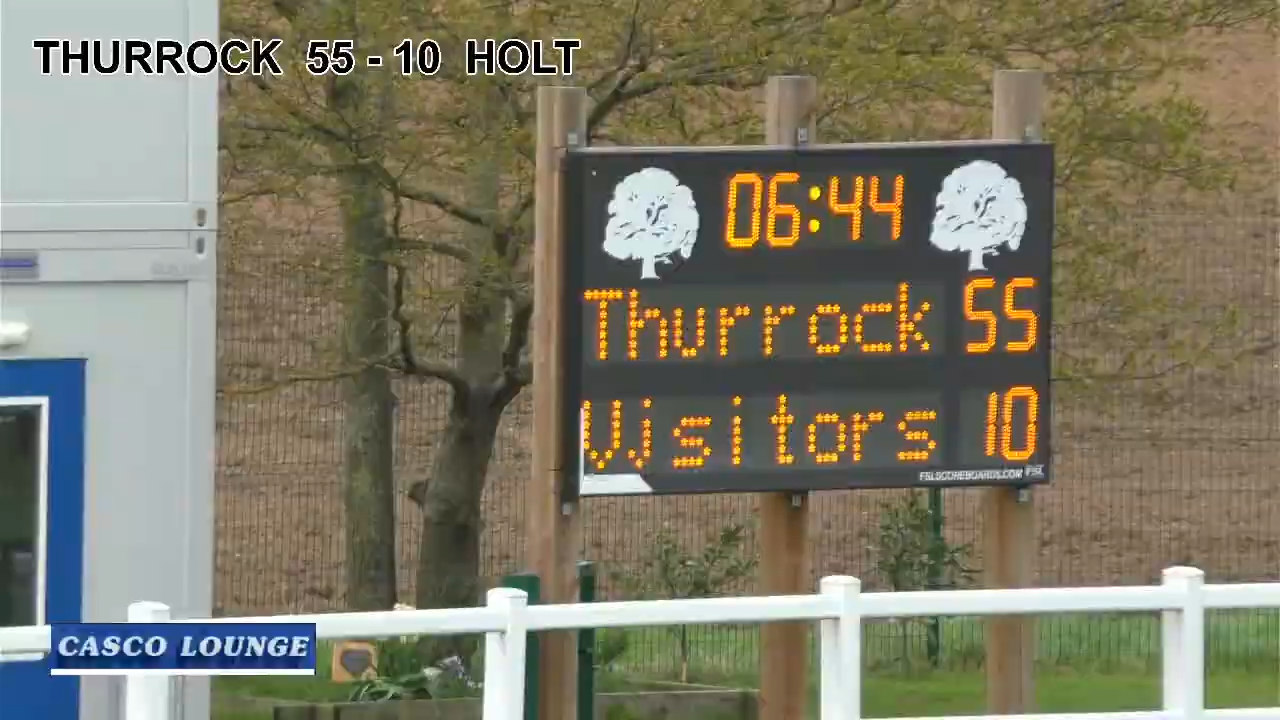 THURROCK 55 - 10 HOLT
06:44
Thurrock 55
Visitors 10
FSLSCOREBOARDS.COM FSL
CASCO LOUNGE